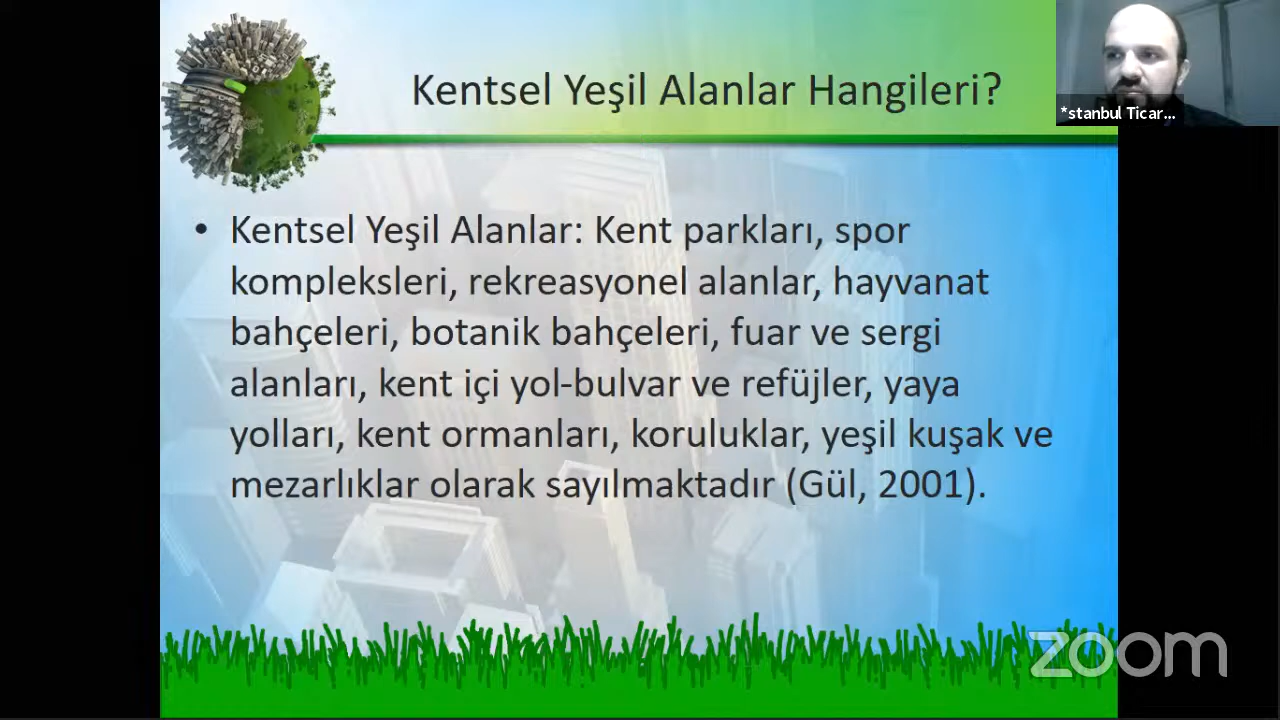 Kentsel Yeşil Alanlar Hangileri?
*stanbul Ticar...
• Kentsel Yeşil Alanlar: Kent parkları, spor
kompleksleri, rekreasyonel alanlar, hayvanat
bahçeleri, botanik bahçeleri, fuar ve sergi
alanları, kent içi yol-bulvar ve refüjler, yaya
yolları, kent ormanları, koruluklar, yeşil kuşak ve
mezarlıklar olarak sayılmaktadır (Gül, 2001).
zoom